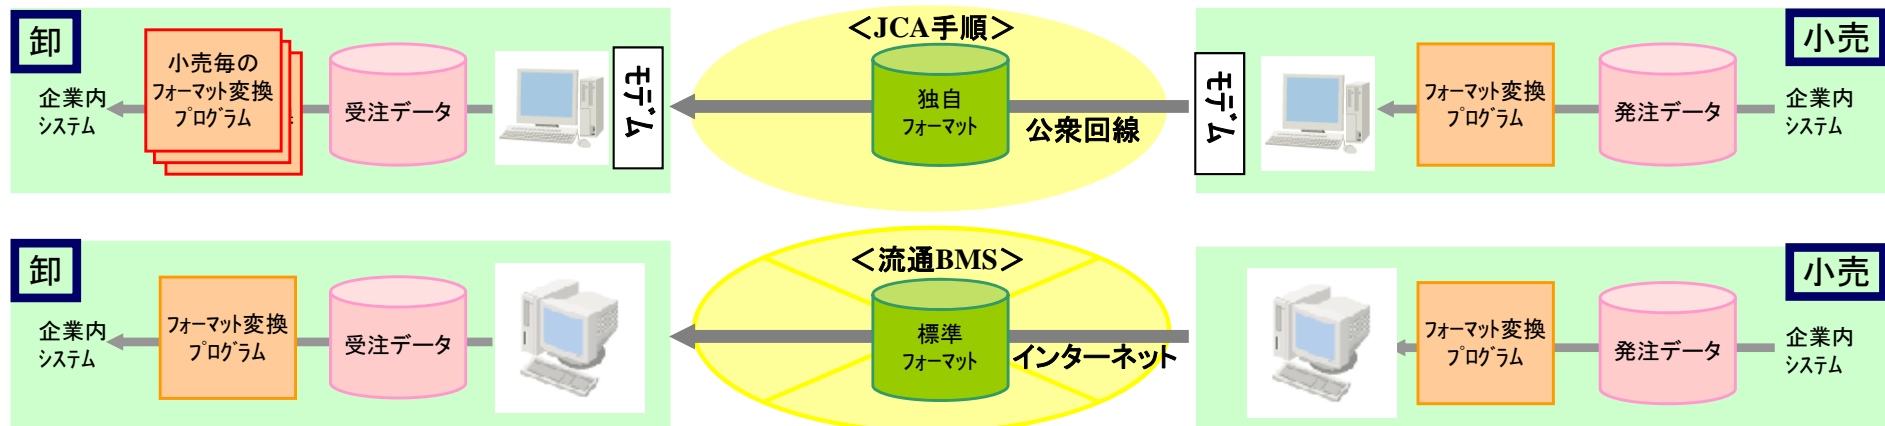 卸
小売毎の
フォーマット変換
プログラム
企業内
システム
受注データ
モデム
＜JCA手順＞
独自
フォーマット
公衆回線
モデム
フォーマット変換
プログラム
発注データ
小売
企業内
システム
卸
企業内
システム
フォーマット変換
プログラム
受注データ
＜流通BMS＞
標準
フォーマット
インターネット
フォーマット変換
プログラム
発注データ
小売
企業内
システム